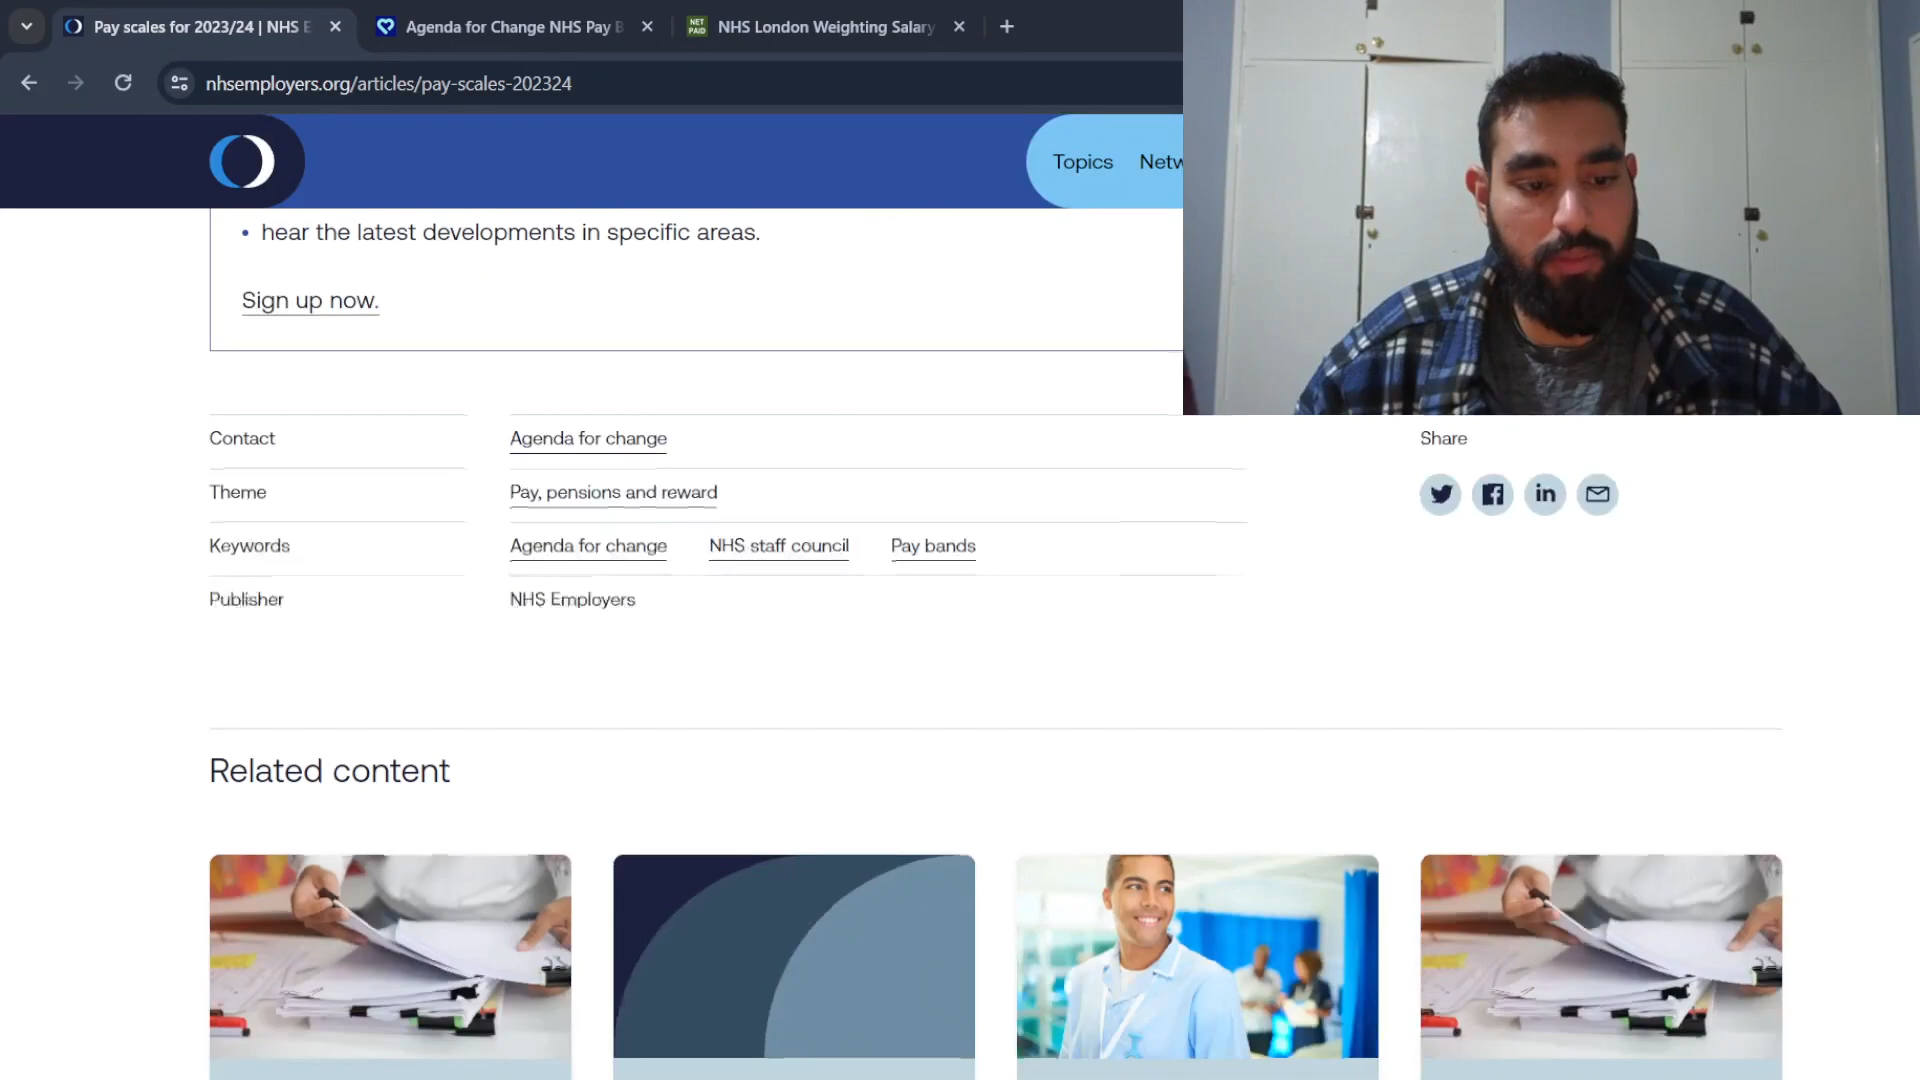 Pay scales for 2023/24 | NHS E
Agenda for Change NHS Pay B
NET PAID
NHS London Weighting Salary
nhsemployers.org/articles/pay-scales-202324
Topics Netw
• hear the latest developments in specific areas.
Sign up now.
Contact Agenda for change
Share
Theme Pay, pensions and reward
Keywords Agenda for change NHS staff council Pay bands
Publisher NHS Employers
Related content